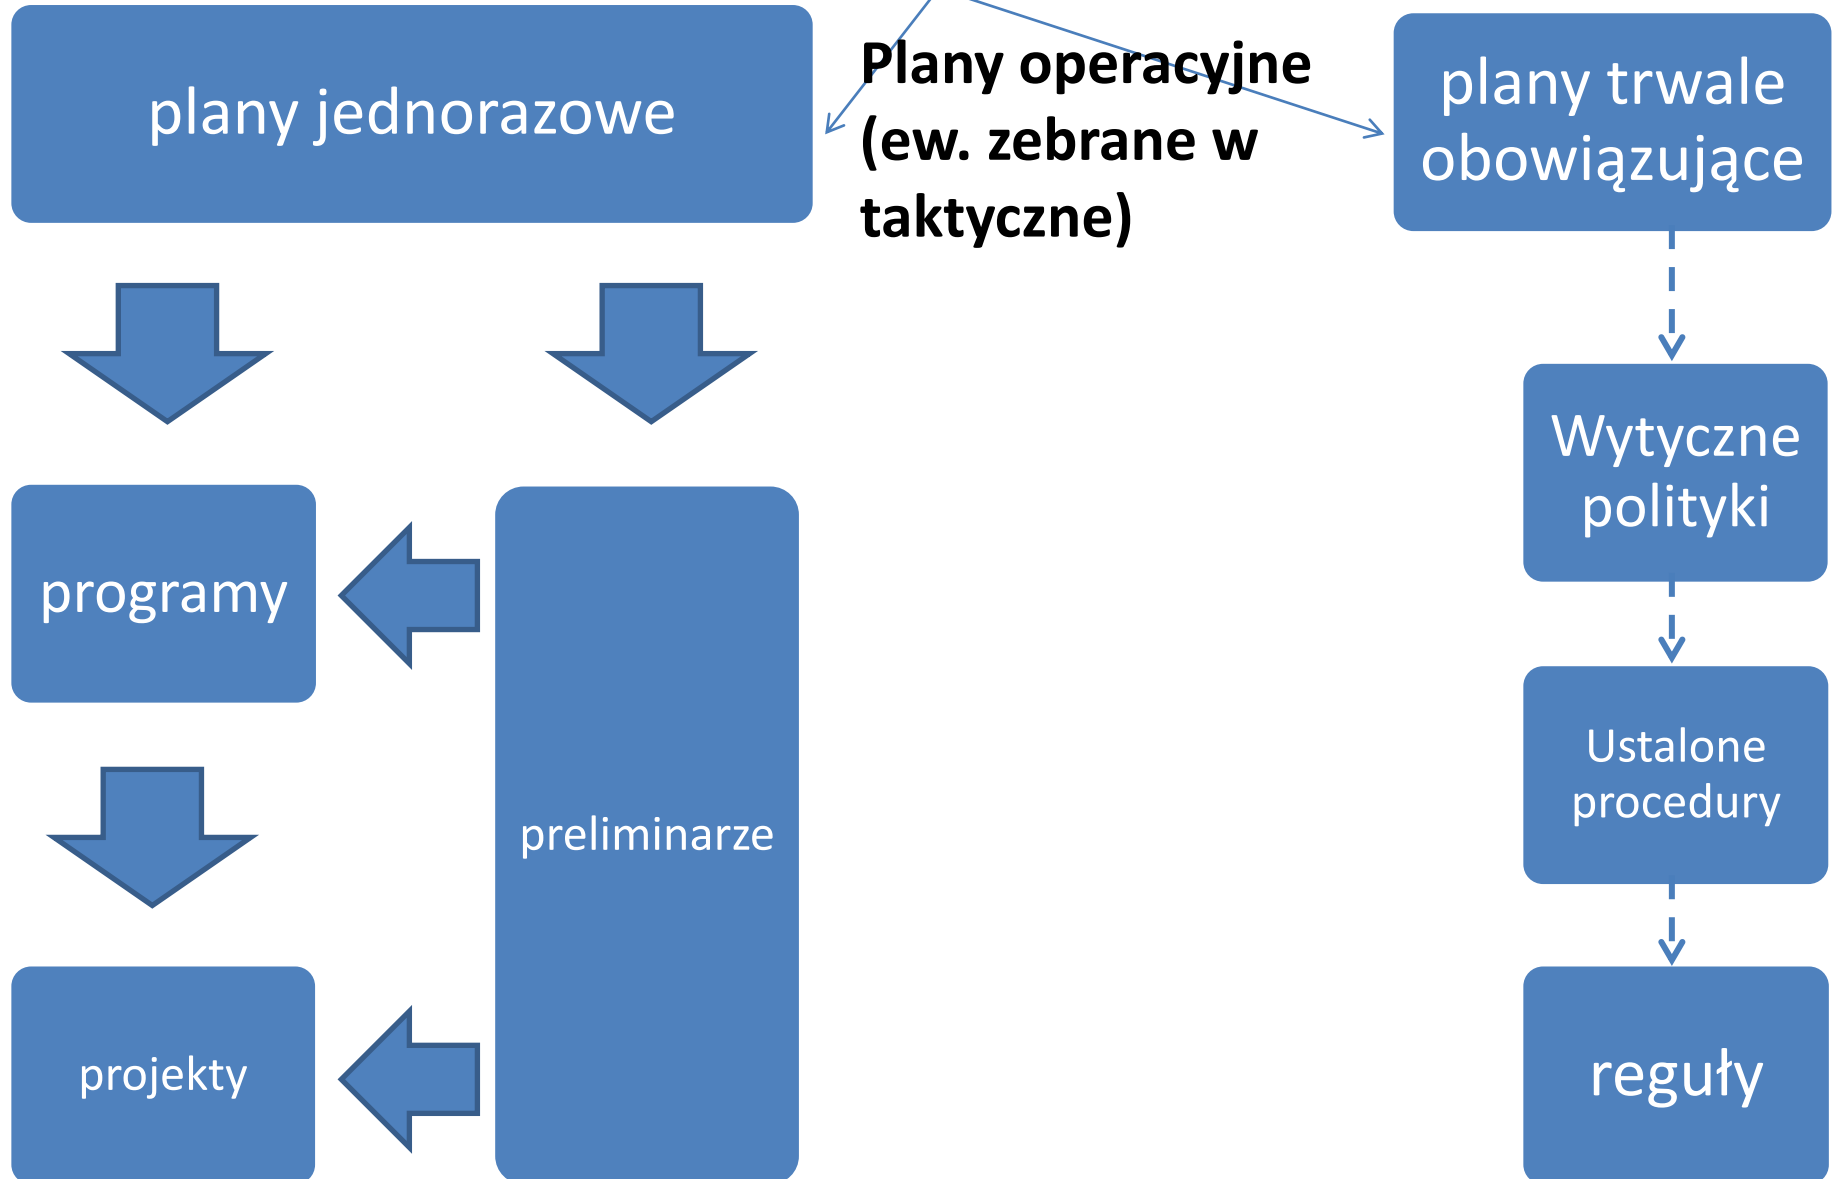 plany jednorazowe
Plany operacyjne
(ew. zebrane w
taktyczne)
plany trwale
obowiązujące
programy
projekty
preliminarze
Wytyczne
polityki
Ustalone
procedury
reguły